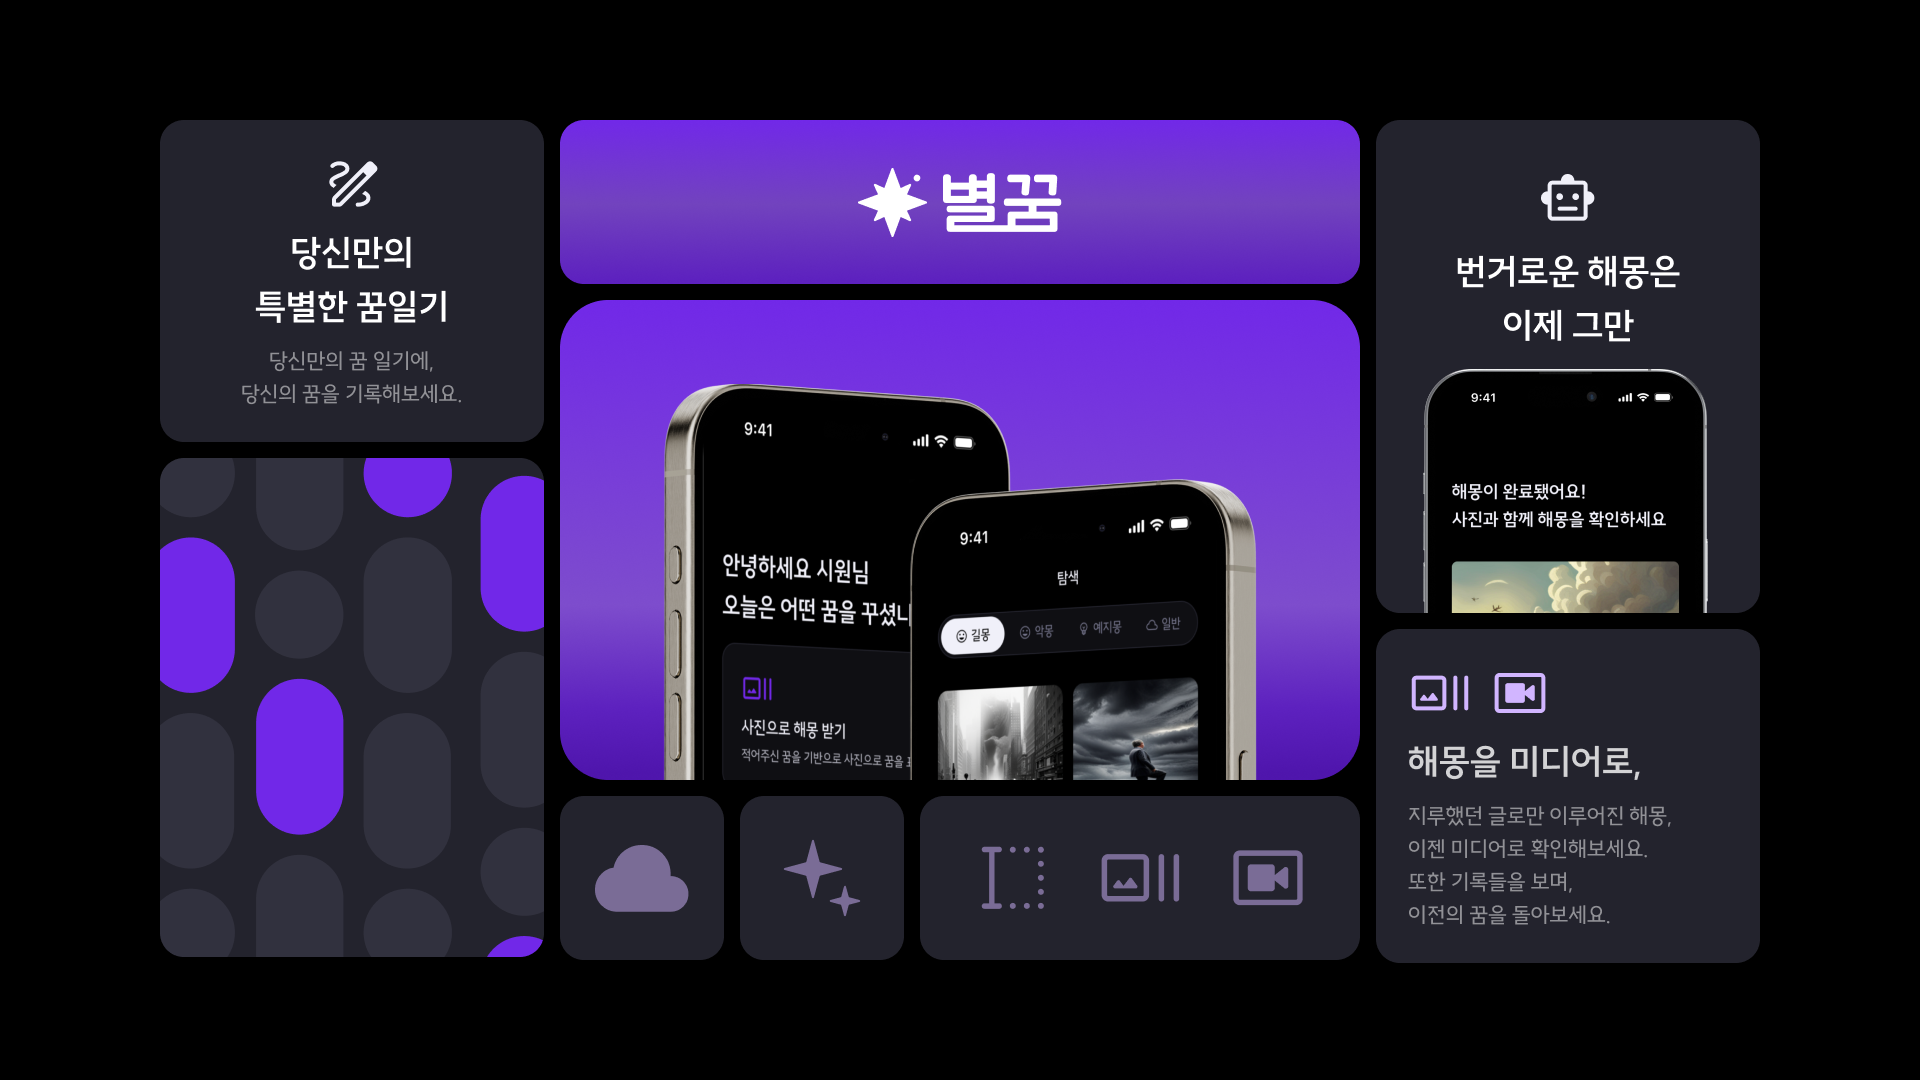 당신만의
특별한 꿈일기
당신만의 꿈 일기에,
당신의 꿈을 기록해보세요.
별꿈
9:41
안녕하세요 시원님
오늘은 어떤 꿈을 꾸셨나
사진으로 해몽 받기
적어주신 꿈을 기반으로 사진으로 꿈을
9:41
탐색
길몽
악몽
예지몽
일반
번거로운 해몽은
이제 그만
9:41
해몽이 완료됐어요!
사진과 함께 해몽을 확인하세요
해몽을 미디어로,
지루했던 글로만 이루어진 해몽,
이젠 미디어로 확인해보세요.
또한 기록들을 보며,
이전의 꿈을 돌아보세요.